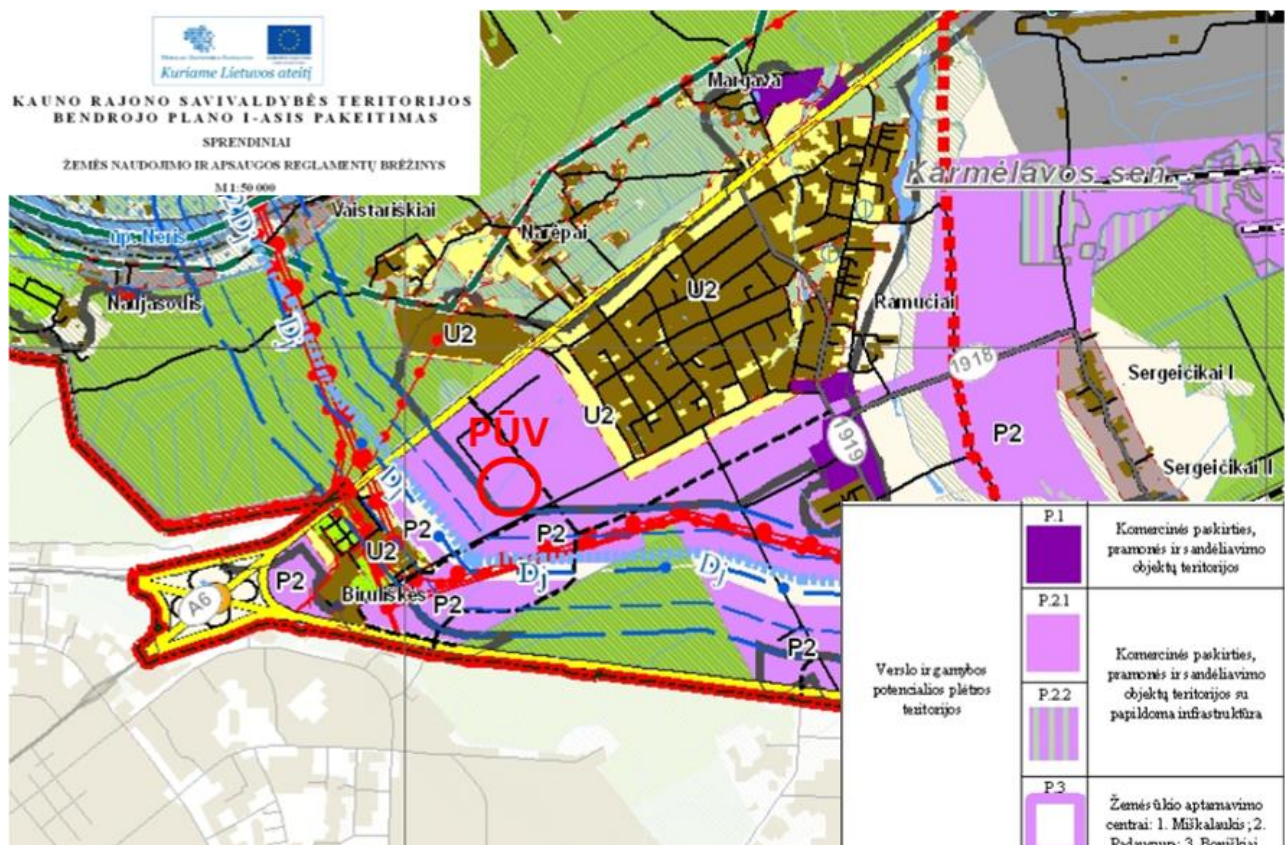 Kuriame Lietuvos ateitį
KAUNO RAJONO SAVIVALDYBĖS TERITORIJOS
BENDROJO PLANO I-ASIS PAKEITIMAS
SPRENDINIAI
ŽEMĖS NAUDOJIMO IR APSAUGOS REGLAMENTŲ BRĖŽINYS
M 1:50 000
Margava
Karmėlavos sen.
Vaistariškiai
Narėpai
ūpi. Neris
Dj
Naujasodis
U2
Ramučiai
Dj
U2
1918
Sergeičikai I
U2
PŪV
1919
P2
Sergeičikai II
Dj
P2
P2
U2
Dj
Dj
P2
Biruliškės
P2
A6
P2
Verslo ir gamybos
potencialios plėtros
teritorijos
P.1
Komercinės paskirties,
pramonės ir sandėliavimo
objektų teritorijos
P.2.1
P.2.2
Komercinės paskirties,
pramonės ir sandėliavimo
objektų teritorijos su
papildoma infrastruktūra
P.3
Žemės ūkio aptarnavimo
centrai: 1. Miškalaukis; 2.